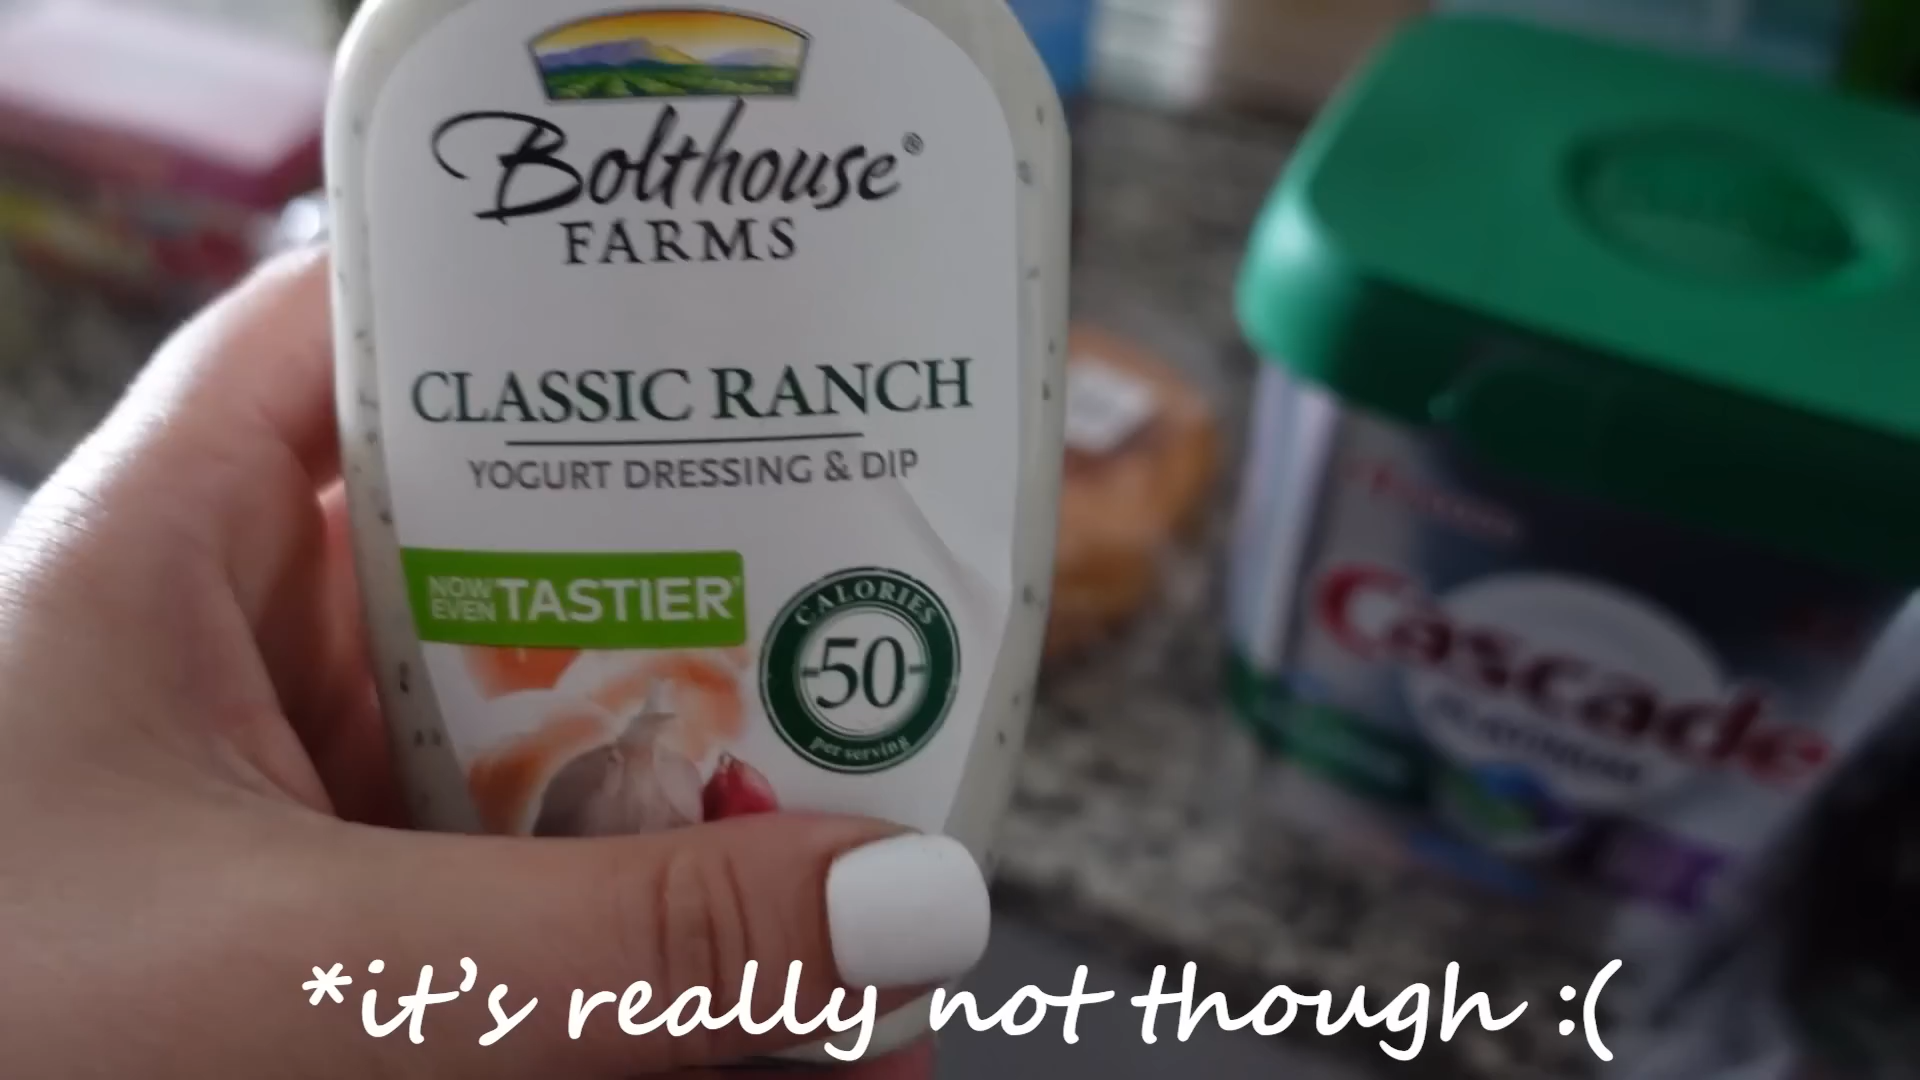 Bolthouse®
FARMS
CLASSIC RANCH
YOGURT DRESSING & DIP
NOW
EVEN TASTIER
CALORIES
50
per serving
Cascade
PLATINUM
*it's really not though :(